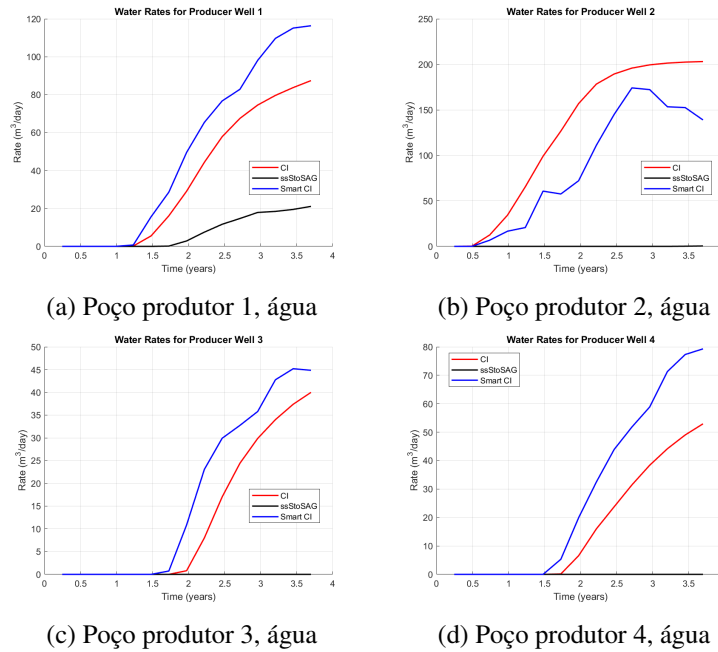 Water Rates for Producer Well 1
120
100
80
60
40
20
0
Rate (m³/day)
0 0.5 1 1.5 2 2.5 3 3.5 4
Time (years)
CI
ssStoSAG
Smart CI
(a) Poço produtor 1, água
Water Rates for Producer Well 2
250
200
150
100
50
0
Rate (m³/day)
0 0.5 1 1.5 2 2.5 3 3.5
Time (years)
CI
ssStoSAG
Smart CI
(b) Poço produtor 2, água
Water Rates for Producer Well 3
50
45
40
35
30
25
20
15
10
5
0
Rate (m³/day)
0 0.5 1 1.5 2 2.5 3 3.5 4
Time (years)
CI
ssStoSAG
Smart CI
(c) Poço produtor 3, água
Water Rates for Producer Well 4
80
70
60
50
40
30
20
10
0
Rate (m³/day)
0 0.5 1 1.5 2 2.5 3 3.5
Time (years)
CI
ssStoSAG
Smart CI
(d) Poço produtor 4, água